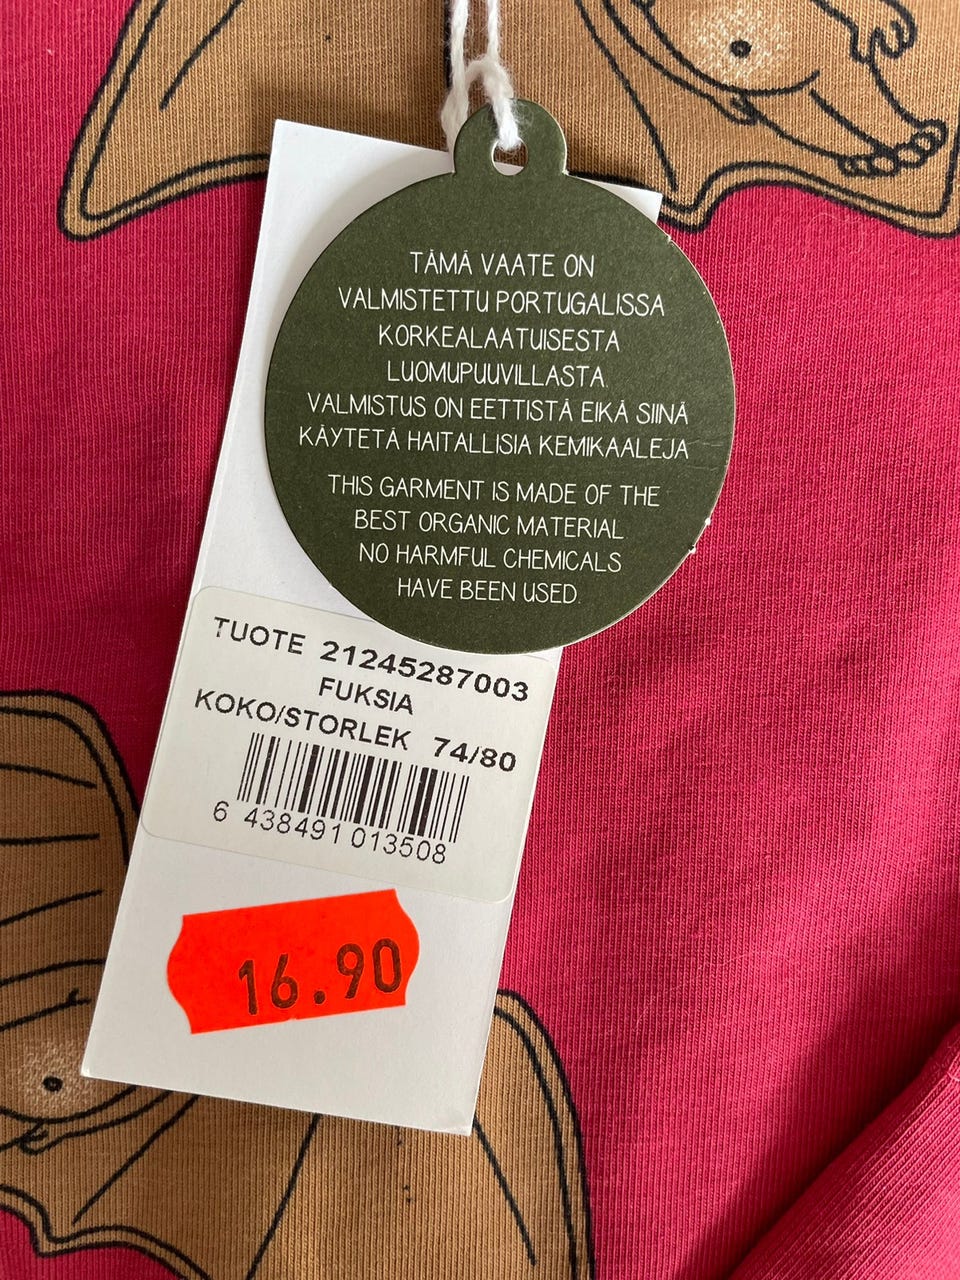 TÄMÄ VAATE ON
VALMISTETTU PORTUGALISSA
KORKEALAATUISESTA
LUOMUPUUVILLASTA.
VALMISTUS ON EETTISTÄ EIKÄ SIINÄ
KÄYTETÄ HAITALLISIA KEMIKAALEJA
THIS GARMENT IS MADE OF THE
BEST ORGANIC MATERIAL
NO HARMFUL CHEMICALS
HAVE BEEN USED.
TUOTE 21245287003
FUKSIA
KOKO/STORLEK 74/80
6 438491 013508
16.90